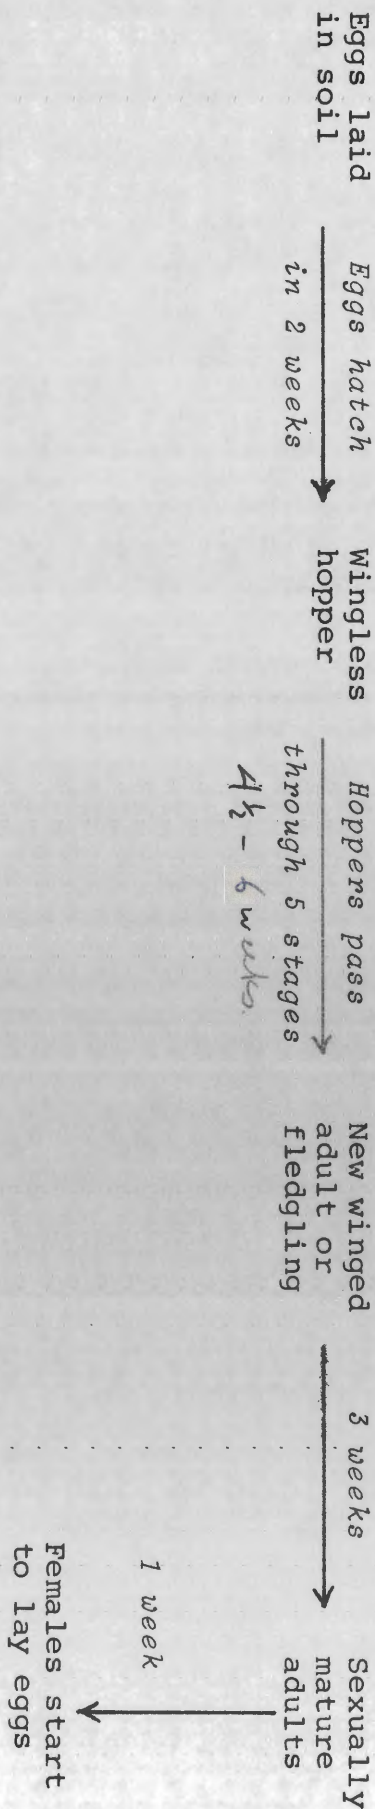 Eggs laid
in soil
Eggs hatch
in 2 weeks
Wingless
hopper
Hoppers pass
through 5 stages
4½ - 6 weeks.
New winged
adult or
fledgling
3 weeks
Sexually
mature
adults
1 week
Females start
to lay eggs